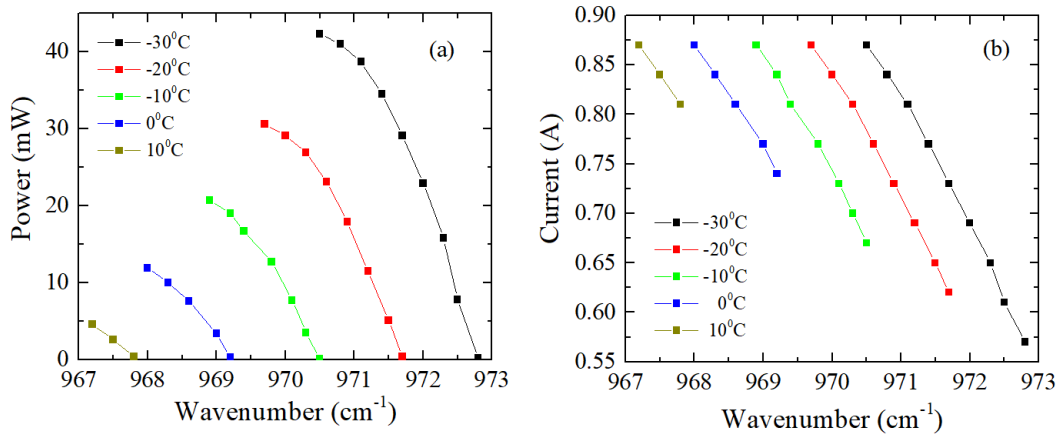 (a)
-30⁰C
-20⁰C
-10⁰C
0⁰C
10⁰C
Power (mW)
40
30
20
10
0
967 968 969 970 971 972 973
Wavenumber (cm⁻¹)
(b)
Current (A)
0.90
0.85
0.80
0.75
0.70
0.65
0.60
0.55
-30⁰C
-20⁰C
-10⁰C
0⁰C
10⁰C
967 968 969 970 971 972 973
Wavenumber (cm⁻¹)